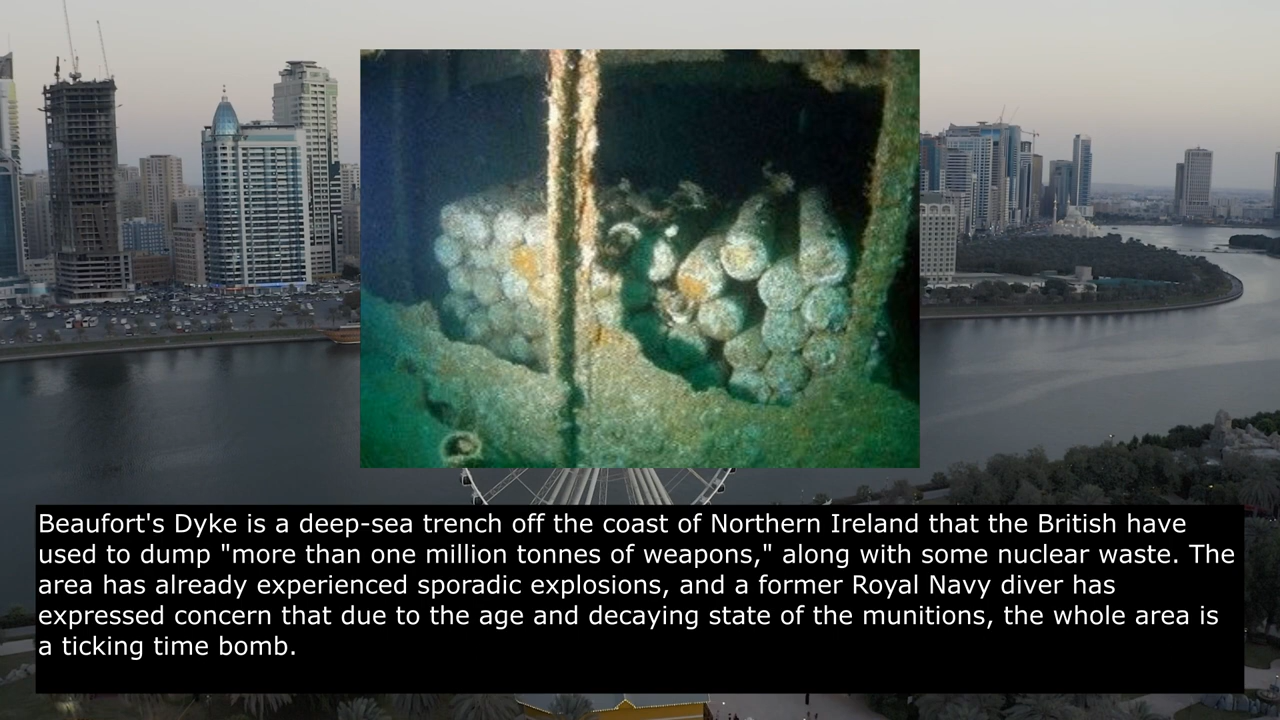 Beaufort's Dyke is a deep-sea trench off the coast of Northern Ireland that the British have
used to dump "more than one million tonnes of weapons," along with some nuclear waste. The
area has already experienced sporadic explosions, and a former Royal Navy diver has
expressed concern that due to the age and decaying state of the munitions, the whole area is
a ticking time bomb.